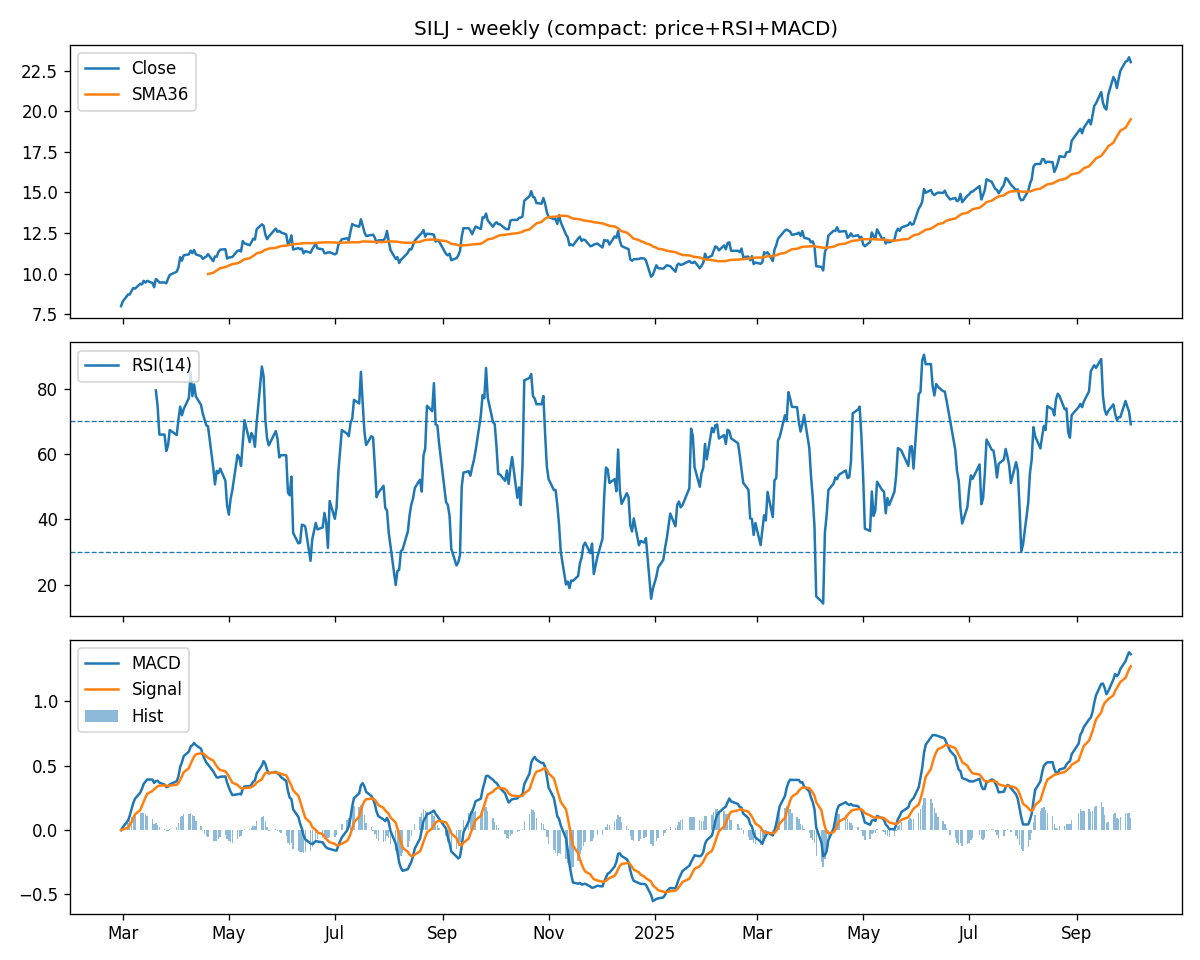 SILJ - weekly (compact: price+RSI+MACD)
Close
SMA36
22.5
20.0
17.5
15.0
12.5
10.0
7.5
RSI(14)
80
60
40
20
MACD
Signal
Hist
1.0
0.5
0.0
−0.5
Mar May Jul Sep Nov 2025 Mar May Jul Sep